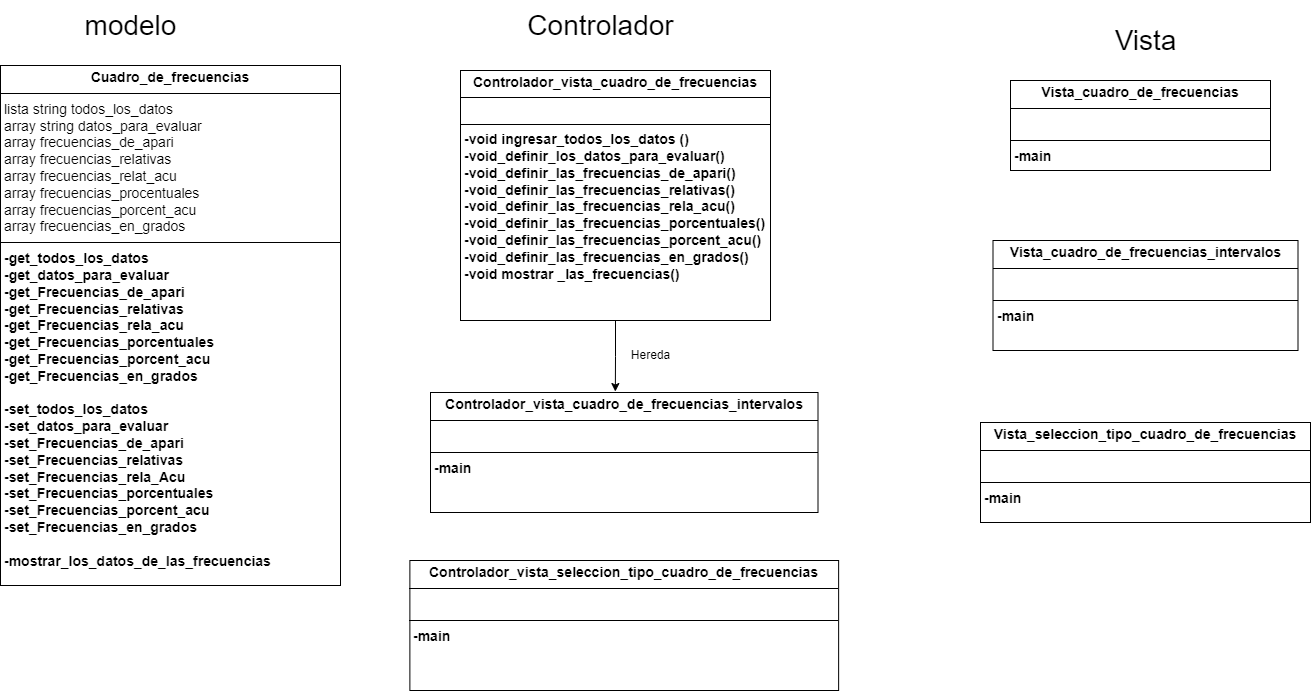 modelo
Cuadro_de_frecuencias
lista string todos_los_datos
array string datos_para_evaluar
array frecuencias_de_apari
array frecuencias_relativas
array frecuencias_relat_acu
array frecuencias_procentuales
array frecuencias_porcent_acu
array frecuencias_en_grados
-get_todos_los_datos
-get_datos_para_evaluar
-get_Frecuencias_de_apari
-get_Frecuencias_relativas
-get_Frecuencias_rela_acu
-get_Frecuencias_porcentuales
-get_Frecuencias_porcent_acu
-get_Frecuencias_en_grados
-set_todos_los_datos
-set_datos_para_evaluar
-set_Frecuencias_de_apari
-set_Frecuencias_relativas
-set_Frecuencias_rela_Acu
-set_Frecuencias_porcentuales
-set_Frecuencias_porcent_acu
-set_Frecuencias_en_grados
-mostrar_los_datos_de_las_frecuencias
Controlador
Controlador_vista_cuadro_de_frecuencias
-void ingresar_todos_los_datos ()
-void_definir_los_datos_para_evaluar()
-void_definir_las_frecuencias_de_apari()
-void_definir_las_frecuencias_relativas()
-void_definir_las_frecuencias_rela_acu()
-void_definir_las_frecuencias_porcentuales()
-void_definir_las_frecuencias_porcent_acu()
-void_definir_las_frecuencias_en_grados()
-void mostrar _las_frecuencias()
Hereda
Controlador_vista_cuadro_de_frecuencias_intervalos
-main
Controlador_vista_seleccion_tipo_cuadro_de_frecuencias
-main
Vista
Vista_cuadro_de_frecuencias
-main
Vista_cuadro_de_frecuencias_intervalos
-main
Vista_seleccion_tipo_cuadro_de_frecuencias
-main